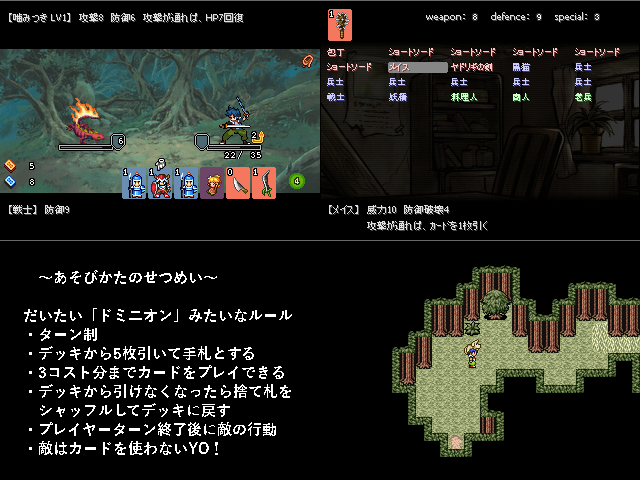 【噛みつき LV1】 攻撃8 防御6 攻撃が通れば、HP7回復
6
2
22/ 35
5
8
1 1 1 0 1
4
【戦士】 防御9
1
weapon: 8 defence: 9 special: 3
包丁 ショートソード ショートソード ショートソード ショートソード
ショートソード メイス ヤドリギの剣 黒猫 兵士
兵士 兵士 兵士 兵士 兵士
戦士 妖精 料理人 商人 老兵
【メイス】 威力10 防御破壊4
攻撃が通れば、カードを1枚引く
～あそびかたのせつめい～
だいたい「ドミニオン」みたいなルール
・ターン制
・デッキから5枚引いて手札とする
・3コスト分までカードをプレイできる
・デッキから引けなくなったら捨て札を
シャッフルしてデッキに戻す
・プレイヤーターン終了後に敵の行動
・敵はカードを使わないYO！